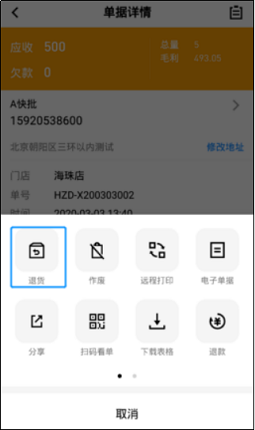 单据详情
应收 500
总量 5
毛利 493.05
欠款 0
A快批
15920538600
北京朝阳区三环以内测试 修改地址
门店 海珠店
单号 HZD-X200303002
时间 2020-03-03 13:40
退货 作废 远程打印 电子单据
分享 扫码看单 下载表格 退款
取消